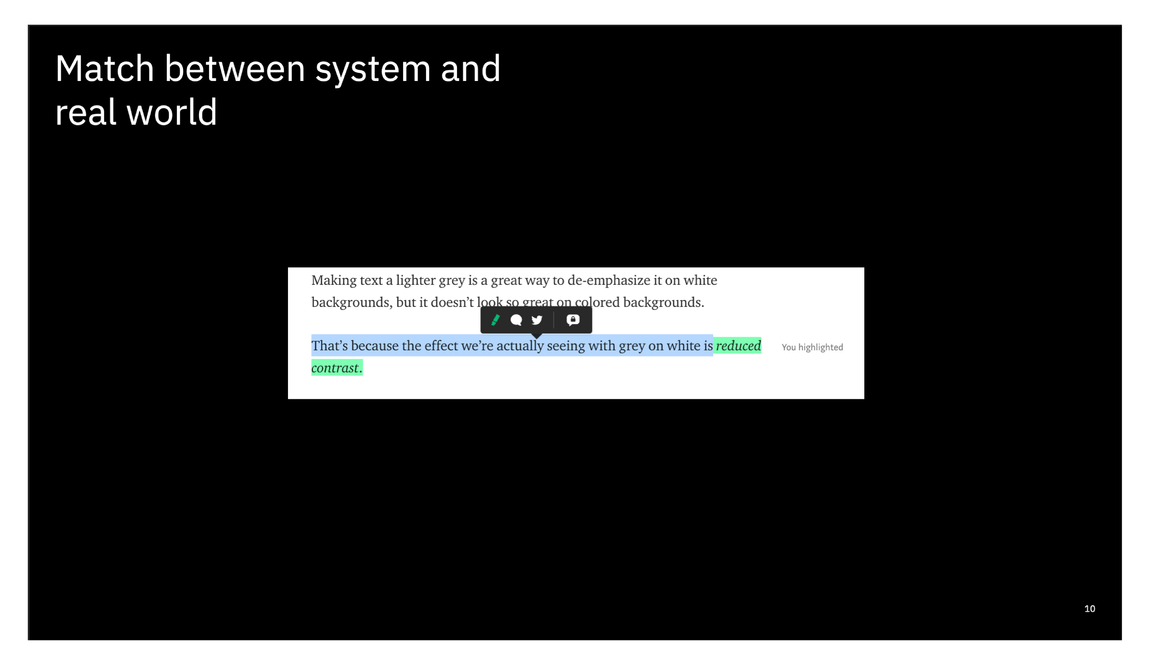 Match between system and
real world
Making text a lighter grey is a great way to de-emphasize it on white
backgrounds, but it doesn’t look so great on colored backgrounds.
That’s because the effect we’re actually seeing with grey on white is reduced
You highlighted
contrast.
10